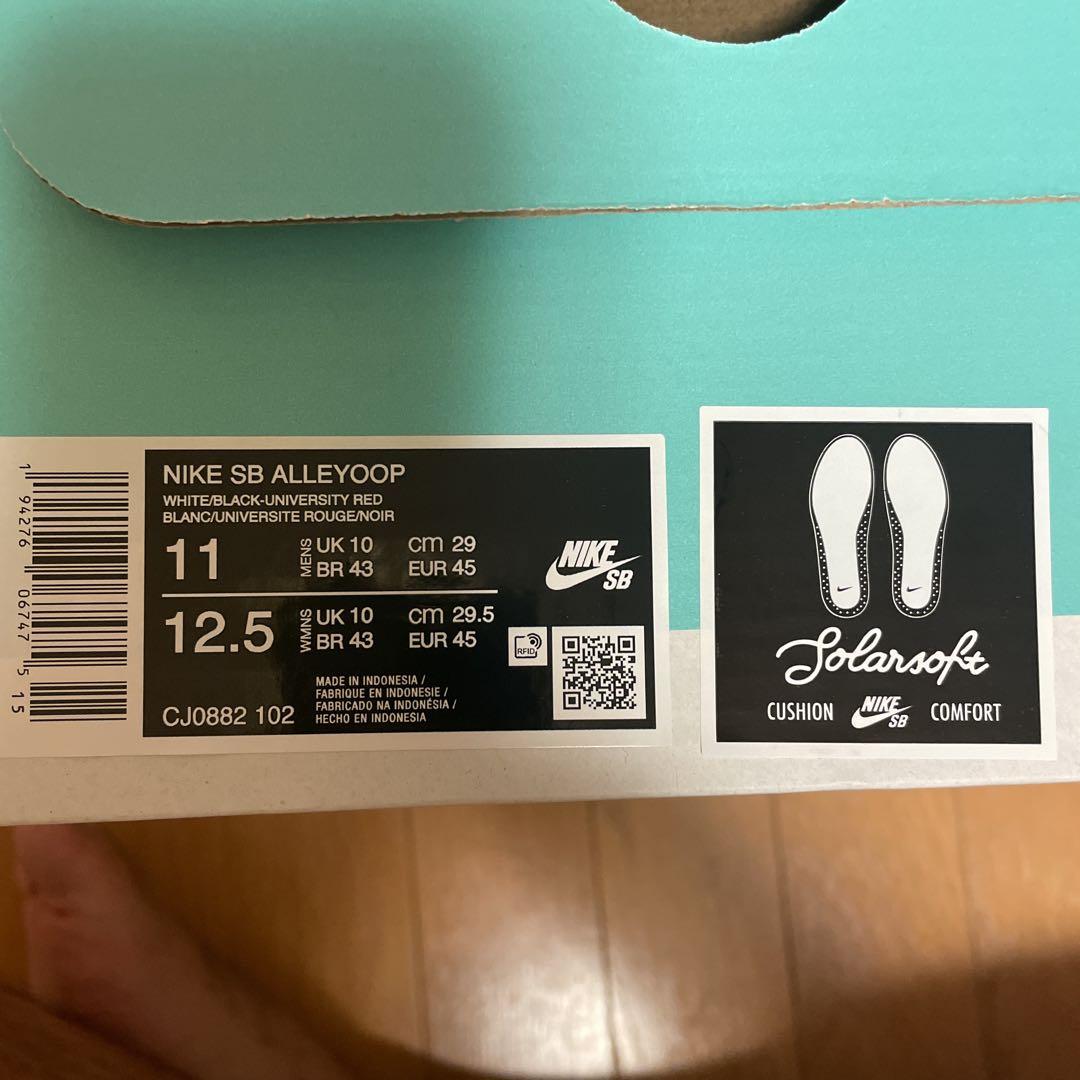 1 94276 06747 5 15
NIKE SB ALLEYOOP
WHITE/BLACK-UNIVERSITY RED
BLANC/UNIVERSITE ROUGE/NOIR
11 MENS UK 10 cm 29
BR 43 EUR 45
12.5 WMNS UK 10 cm 29.5
BR 43 EUR 45
NIKE
SB
RFID
MADE IN INDONESIA /
FABRIQUE EN INDONESIE /
FABRICADO NA INDONÉSIA /
HECHO EN INDONESIA
CJ0882 102
Solarsoft
CUSHION NIKE SB COMFORT